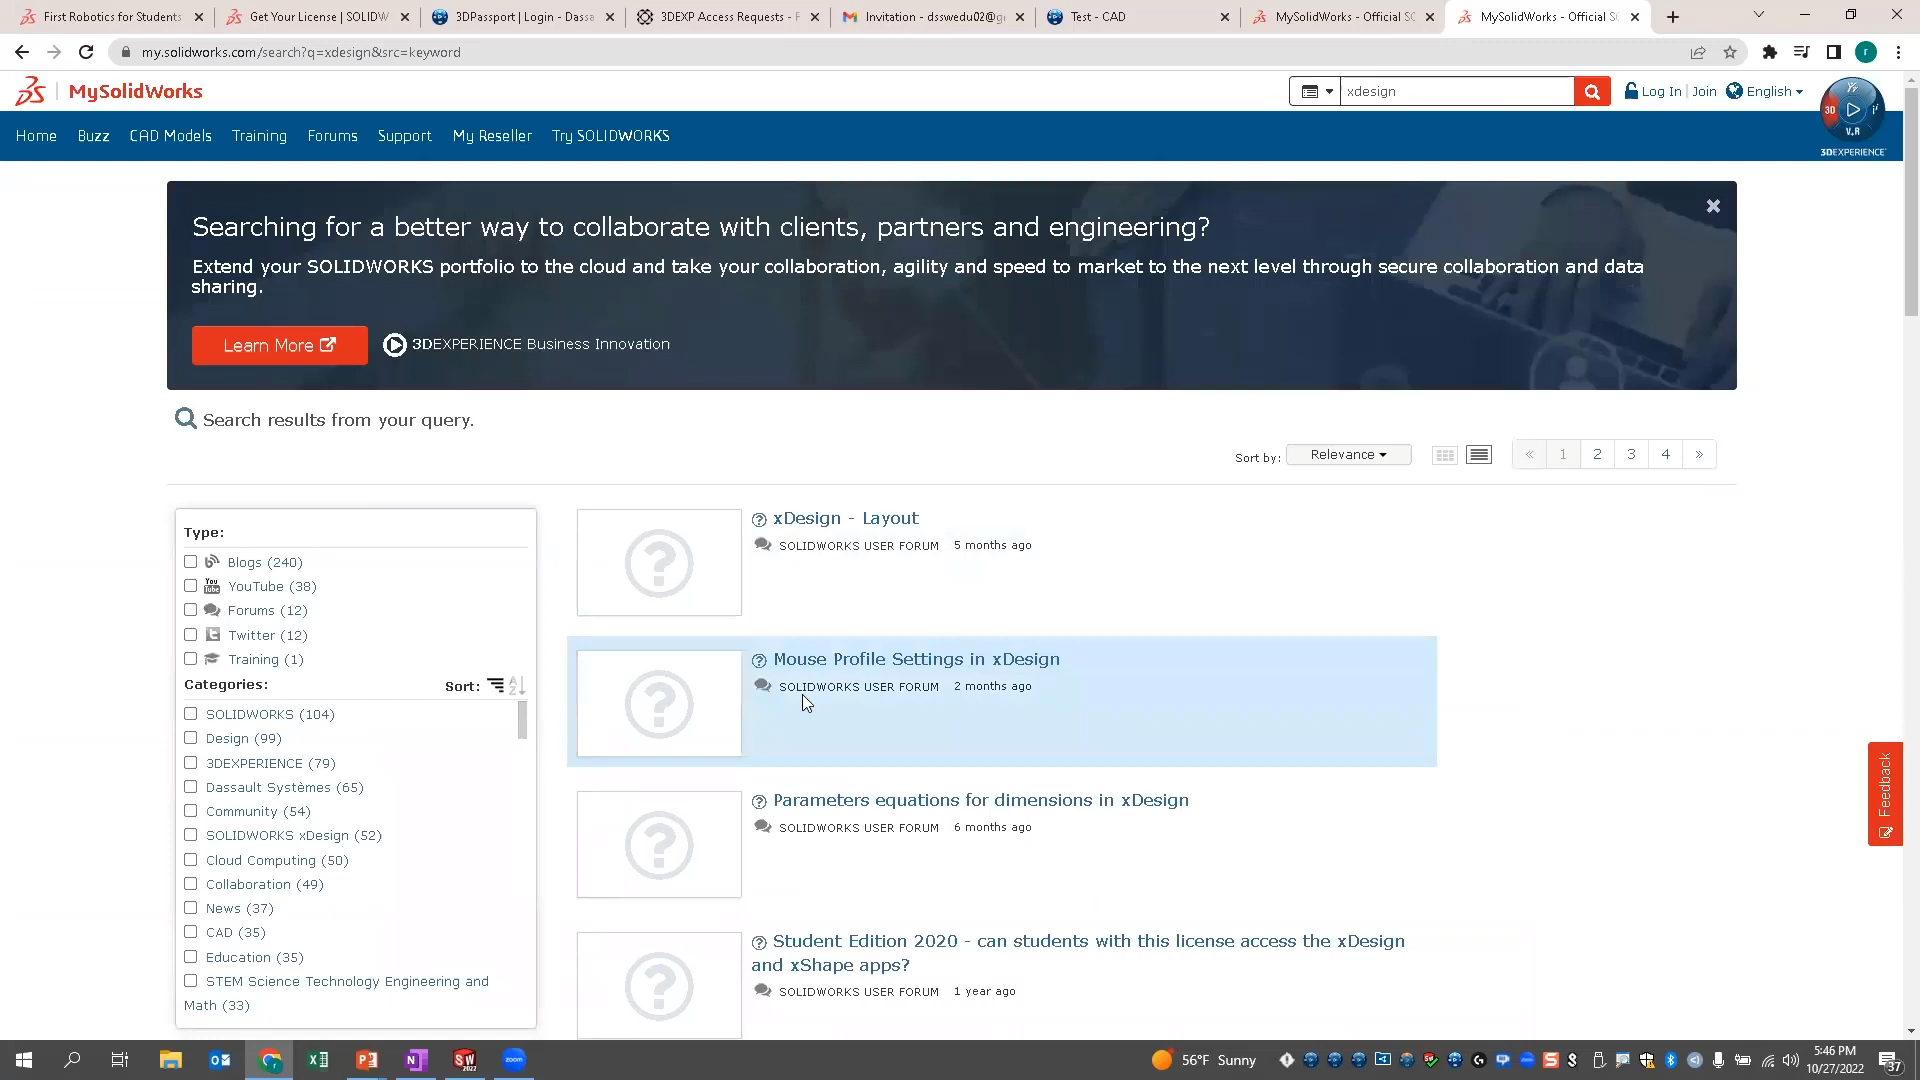 First Robotics for Students
Get Your License | SOLIDW
3DPassport | Login - Dassa
3DEXP Access Requests - F
Invitation - dsswedu02@g
Test - CAD
MySolidWorks - Official SO
MySolidWorks - Official SO
my.solidworks.com/search?q=xdesign&src=keyword
r
MySolidWorks
xdesign
Log In | Join
English
3D
V.R
3DEXPERIENCE
Home
Buzz
CAD Models
Training
Forums
Support
My Reseller
Try SOLIDWORKS
Searching for a better way to collaborate with clients, partners and engineering?
Extend your SOLIDWORKS portfolio to the cloud and take your collaboration, agility and speed to market to the next level through secure collaboration and data
sharing.
Learn More
3DEXPERIENCE Business Innovation
Search results from your query.
Sort by:
Relevance
« 1 2 3 4 »
Type:
Blogs (240)
YouTube (38)
Forums (12)
Twitter (12)
Training (1)
Categories:
Sort:
SOLIDWORKS (104)
Design (99)
3DEXPERIENCE (79)
Dassault Systèmes (65)
Community (54)
SOLIDWORKS xDesign (52)
Cloud Computing (50)
Collaboration (49)
News (37)
CAD (35)
Education (35)
STEM Science Technology Engineering and
Math (33)
xDesign - Layout
SOLIDWORKS USER FORUM 5 months ago
Mouse Profile Settings in xDesign
SOLIDWORKS USER FORUM 2 months ago
Parameters equations for dimensions in xDesign
SOLIDWORKS USER FORUM 6 months ago
Student Edition 2020 - can students with this license access the xDesign
and xShape apps?
SOLIDWORKS USER FORUM 1 year ago
Feedback
56°F Sunny
5:46 PM
10/27/2022
37